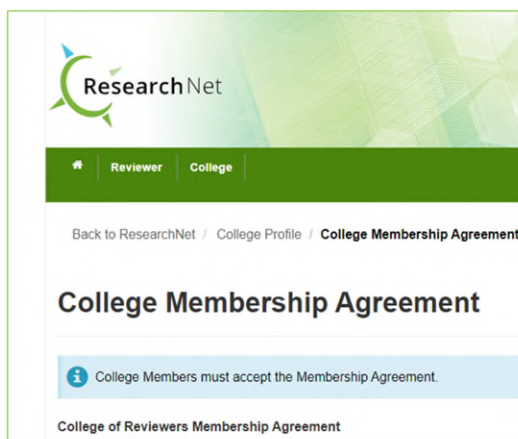 ResearchNet
Reviewer College
Back to ResearchNet / College Profile / College Membership Agreement
College Membership Agreement
College Members must accept the Membership Agreement.
College of Reviewers Membership Agreement